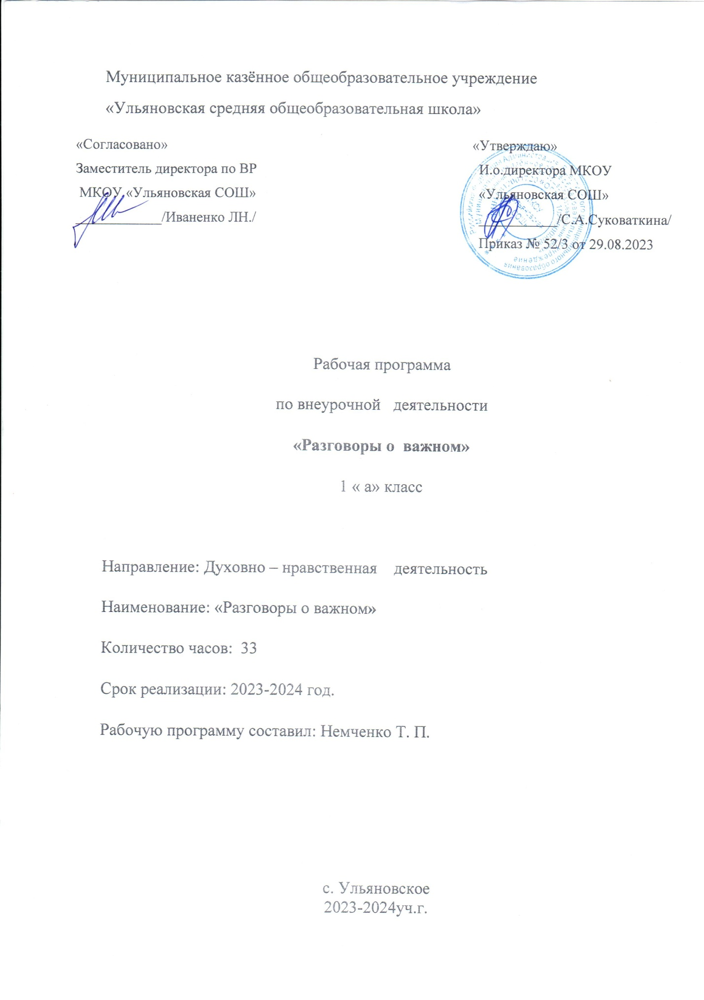 Муниципальное казённое общеобразовательное учреждение
«Ульяновская средняя общеобразовательная школа»
«Согласовано»
Заместитель директора по ВР
МКОУ «Ульяновская СОШ»
____________/Иваненко ЛН./
«Утверждаю»
И.о.директора МКОУ
«Ульяновская СОШ»
___________/С.А.Суковаткина/
Приказ № 52/3 от 29.08.2023
Рабочая программа
по внеурочной деятельности
«Разговоры о важном»
1 « а» класс
Направление: Духовно – нравственная деятельность
Наименование: «Разговоры о важном»
Количество часов: 33
Срок реализации: 2023-2024 год.
Рабочую программу составил: Немченко Т. П.
с. Ульяновское
2023-2024уч.г.